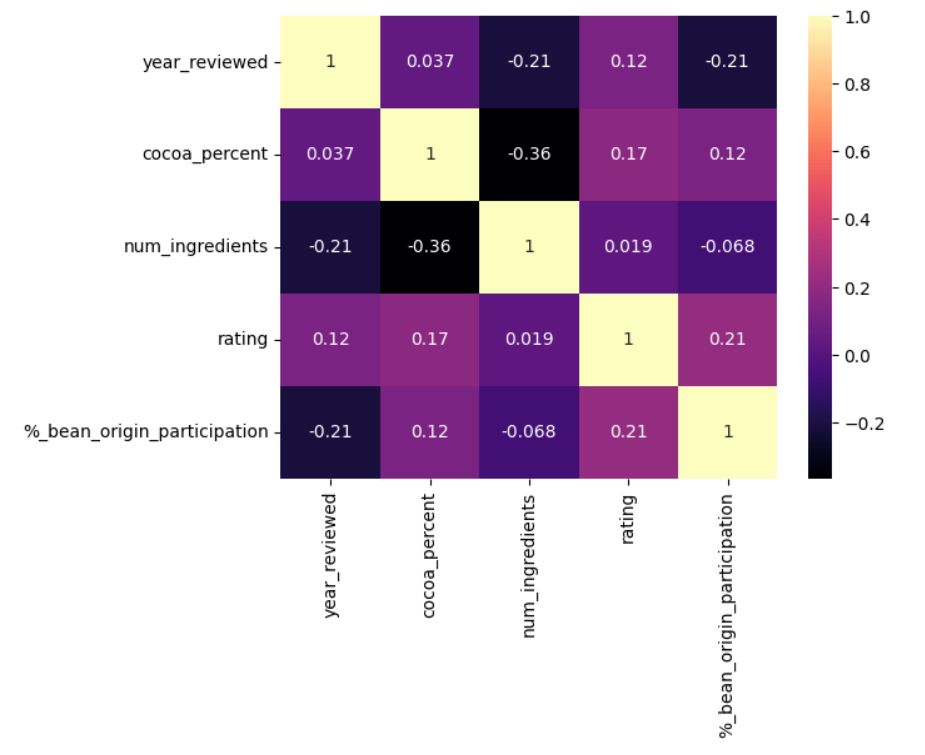 year_reviewed 1 0.037 -0.21 0.12 -0.21
cocoa_percent 0.037 1 -0.36 0.17 0.12
num_ingredients -0.21 -0.36 1 0.019 -0.068
rating 0.12 0.17 0.019 1 0.21
%_bean_origin_participation -0.21 0.12 -0.068 0.21 1
year_reviewed
cocoa_percent
num_ingredients
rating
%_bean_origin_participation
1.0
0.8
0.6
0.4
0.2
0.0
−0.2